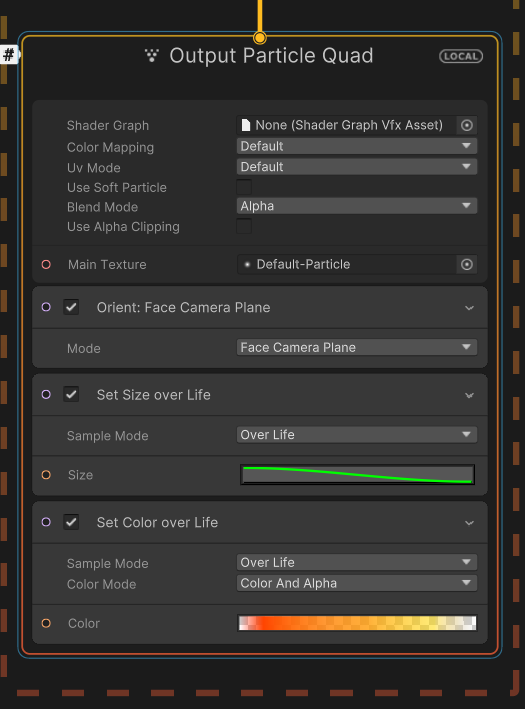 #
Output Particle Quad LOCAL
Shader Graph None (Shader Graph Vfx Asset)
Color Mapping Default
Uv Mode Default
Use Soft Particle
Blend Mode Alpha
Use Alpha Clipping
Main Texture Default-Particle
Orient: Face Camera Plane
Mode Face Camera Plane
Set Size over Life
Sample Mode Over Life
Size
Set Color over Life
Sample Mode Over Life
Color Mode Color And Alpha
Color